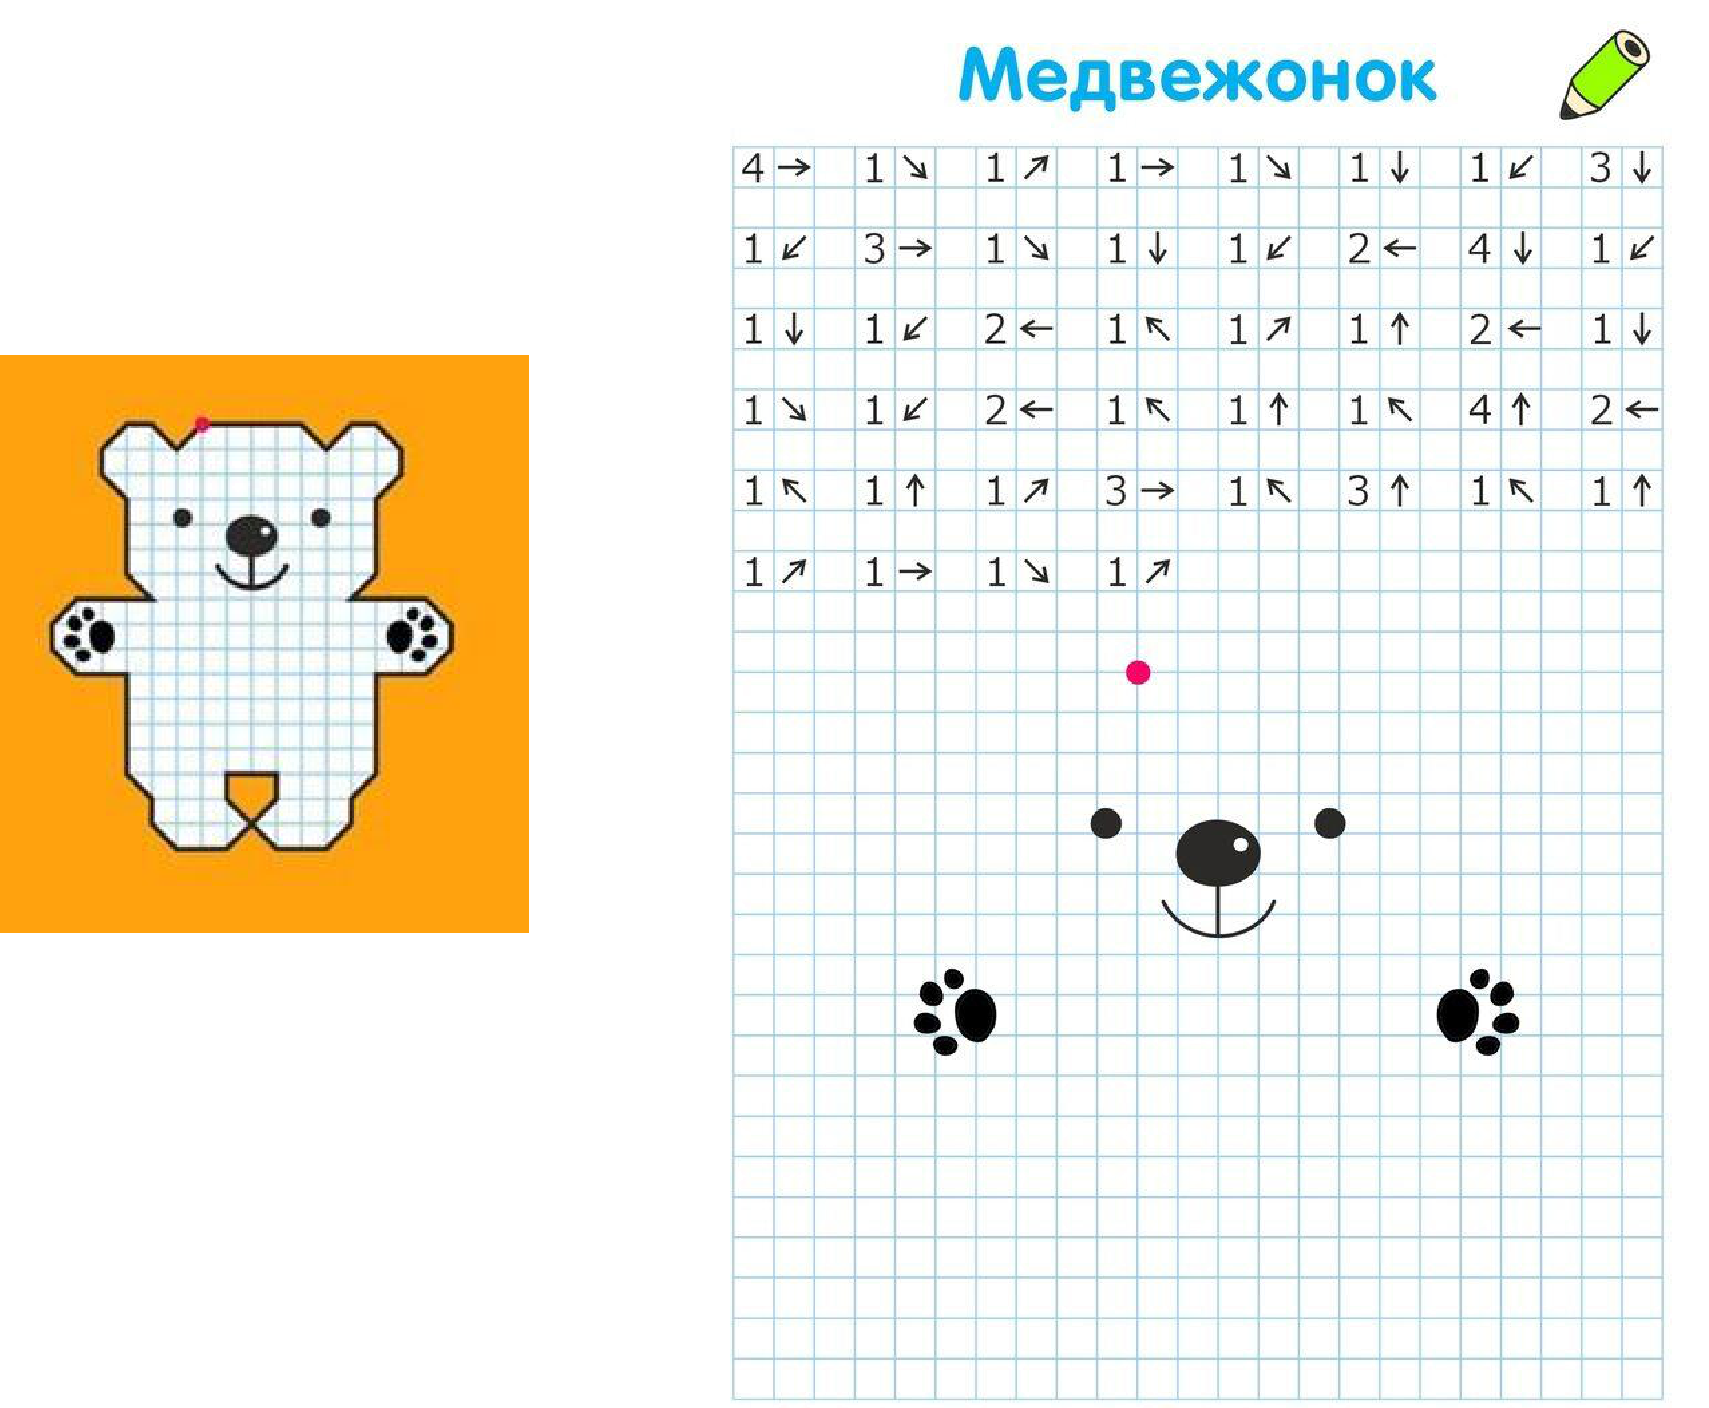 Медвежонок
4 → 1 ↘ 1 ↗ 1 → 1 ↘ 1 ↓ 1 ↙ 3 ↓
1 ↙ 3 → 1 ↘ 1 ↓ 1 ↙ 2 ← 4 ↓ 1 ↙
1 ↓ 1 ↙ 2 ← 1 ↖ 1 ↗ 1 ↑ 2 ← 1 ↓
1 ↘ 1 ↙ 2 ← 1 ↖ 1 ↑ 1 ↖ 4 ↑ 2 ←
1 ↖ 1 ↑ 1 ↗ 3 → 1 ↖ 3 ↑ 1 ↖ 1 ↑
1 ↗ 1 → 1 ↘ 1 ↗